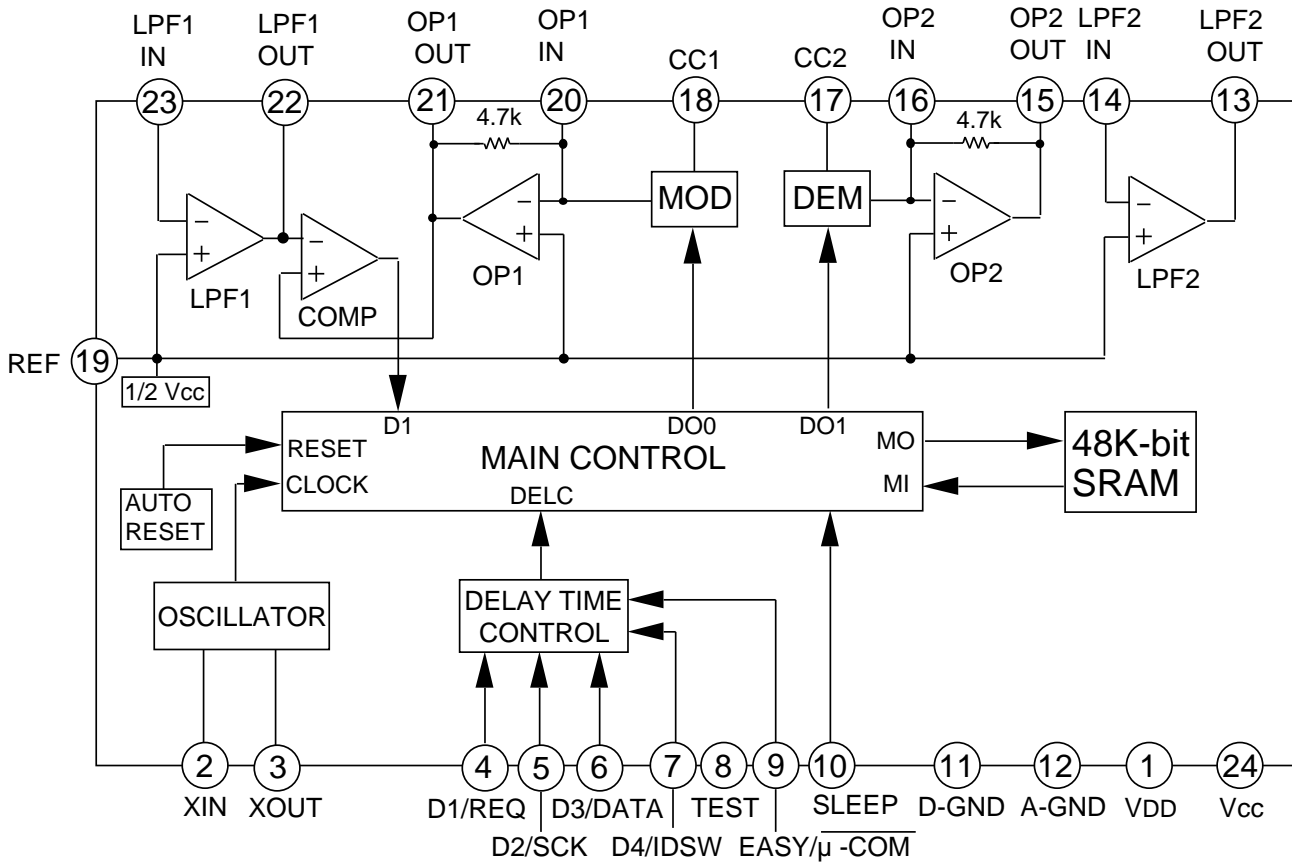 LPF1 IN
LPF1 OUT
OP1 OUT
OP1 IN
CC1
CC2
OP2 IN
OP2 OUT
LPF2 IN
LPF2 OUT
23
22
21
20
18
17
16
15
14
13
4.7k
4.7k
MOD
DEM
−
+
LPF1
−
+
COMP
−
+
OP1
−
+
OP2
−
+
LPF2
REF
19
1/2 Vcc
D1
DO0
DO1
RESET
CLOCK
MAIN CONTROL
DELC
MO
MI
48K-bit
SRAM
AUTO
RESET
OSCILLATOR
DELAY TIME
CONTROL
2
3
4
5
6
7
8
9
10
11
12
1
24
XIN
XOUT
D1/REQ
D3/DATA
TEST
SLEEP
D-GND
A-GND
VDD
Vcc
D2/SCK
D4/IDSW
EASY/µ -COM